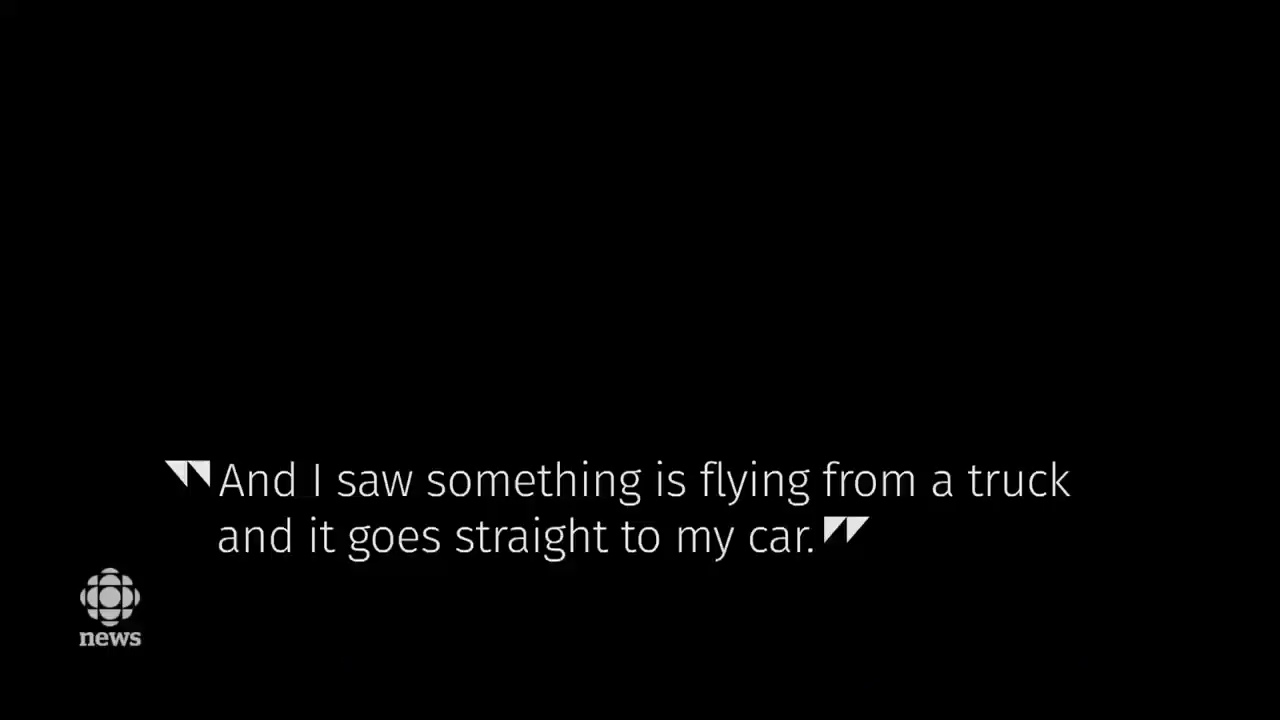 "And I saw something is flying from a truck
and it goes straight to my car."
news